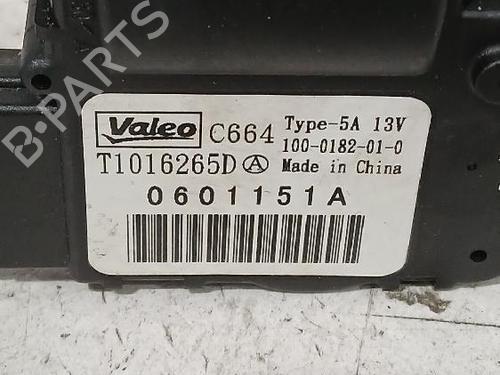 B-PARTS
Valeo C664 Type-5A 13V
100-0182-01-0
T1016265D A Made in China
0601151A